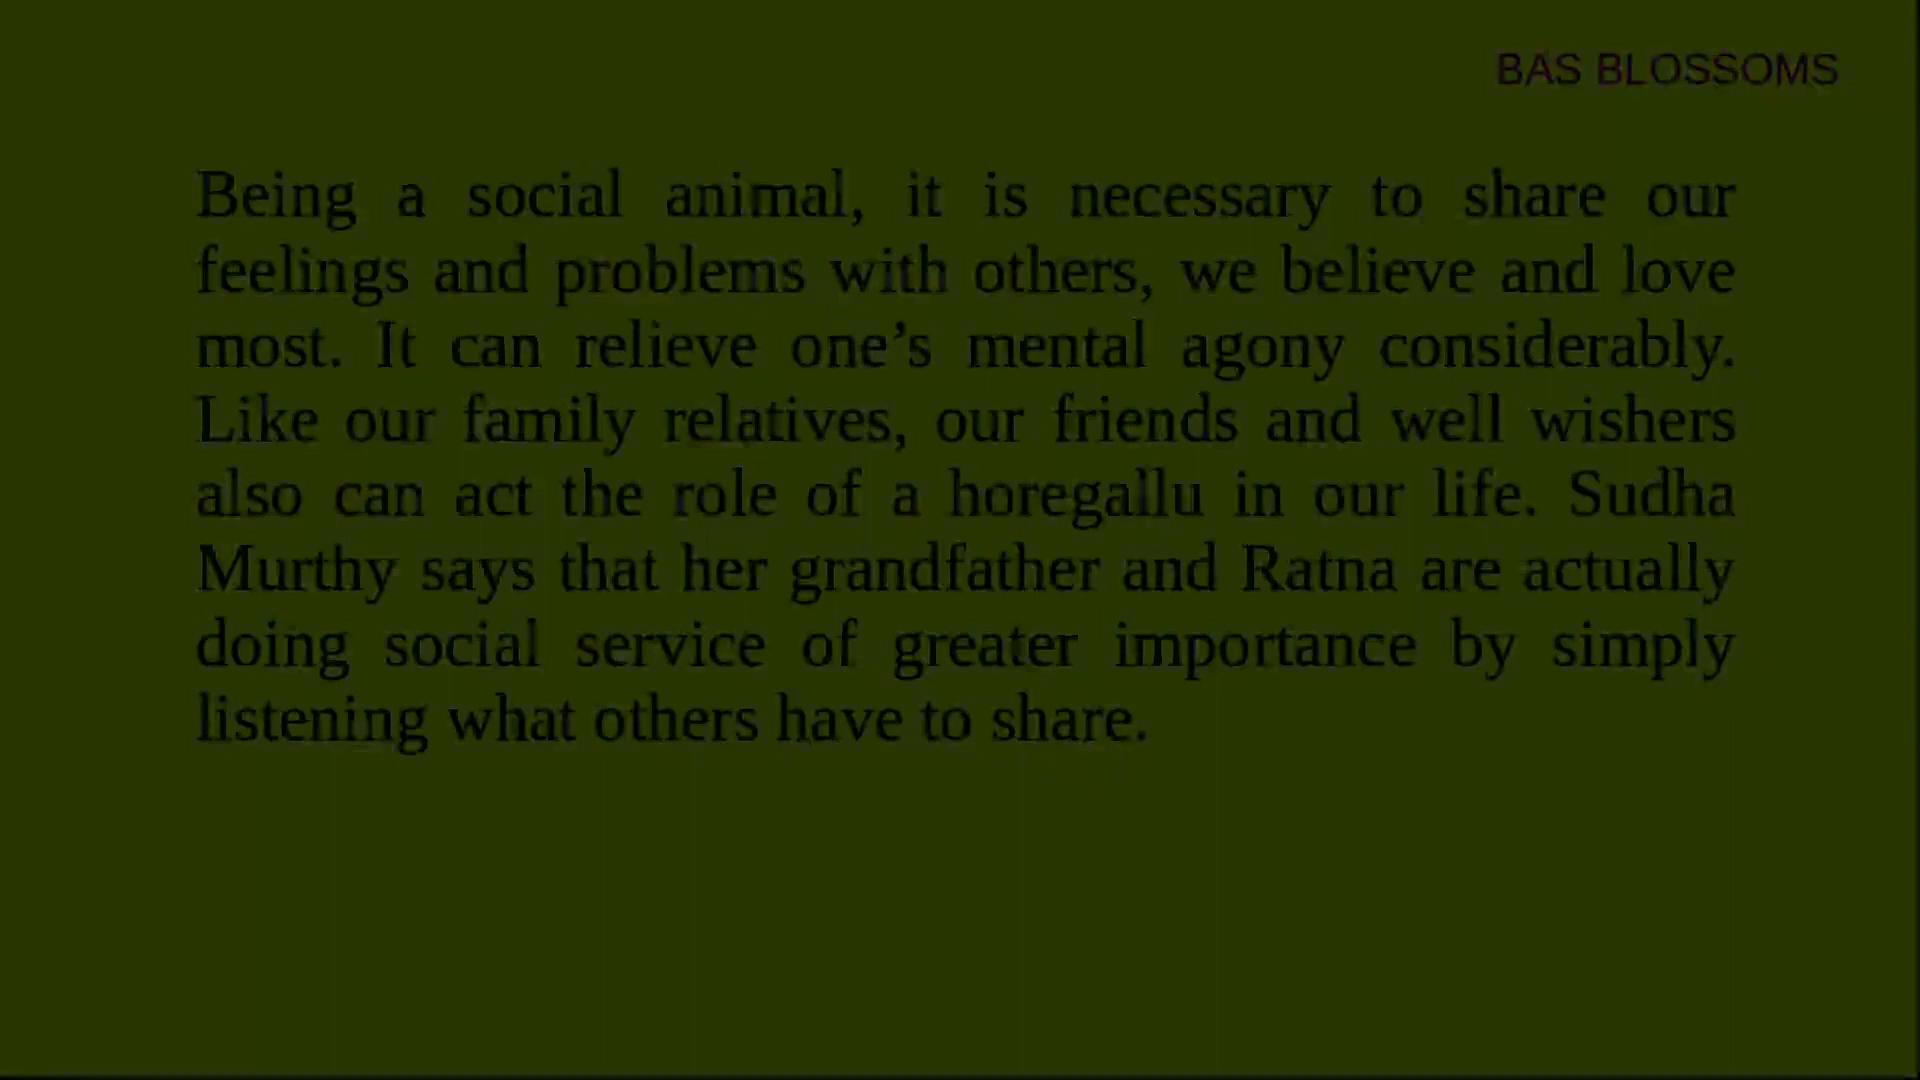 BAS BLOSSOMS
Being a social animal, it is necessary to share our
feelings and problems with others, we believe and love
most. It can relieve one’s mental agony considerably.
Like our family relatives, our friends and well wishers
also can act the role of a horegallu in our life. Sudha
Murthy says that her grandfather and Ratna are actually
doing social service of greater importance by simply
listening what others have to share.